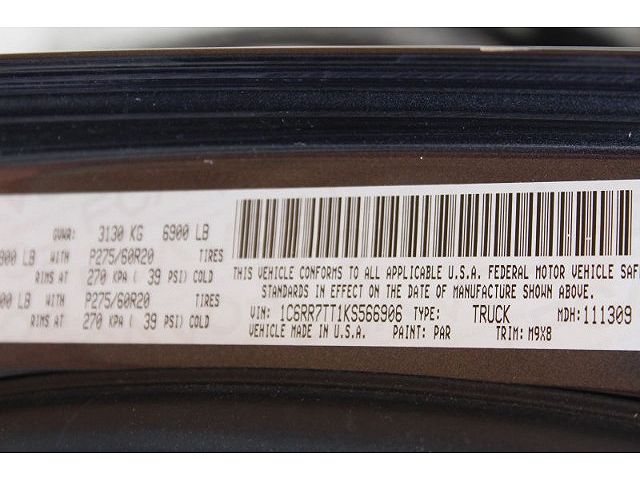 GVWR: 3130 KG 6900 LB
900 LB WITH P275/60R20 TIRES
RIMS AT 270 KPA ( 39 PSI) COLD
900 LB WITH P275/60R20 TIRES
RIMS AT 270 KPA ( 39 PSI) COLD
THIS VEHICLE CONFORMS TO ALL APPLICABLE U.S.A. FEDERAL MOTOR VEHICLE SAF
STANDARDS IN EFFECT ON THE DATE OF MANUFACTURE SHOWN ABOVE.
VIN: 1C6RR7TT1KS566906 TYPE: TRUCK MDH: 111309
VEHICLE MADE IN U.S.A. PAINT: PAR TRIM: M9X8